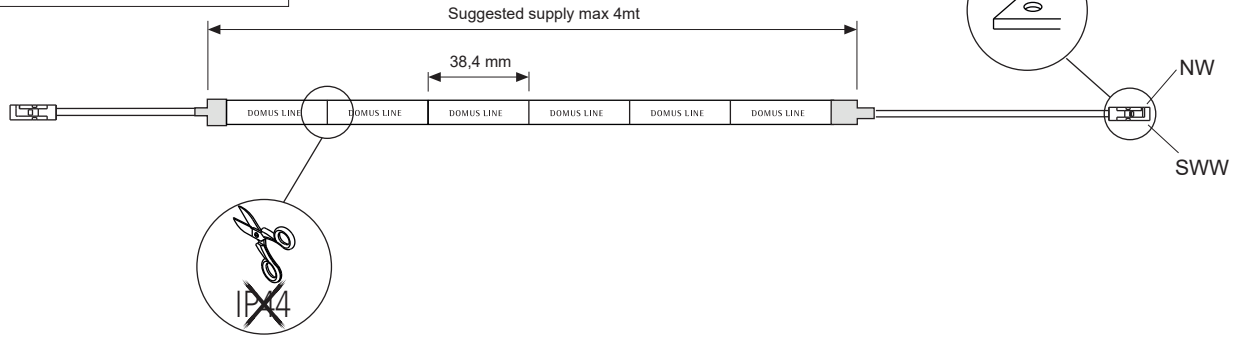 Suggested supply max 4mt
38,4 mm
NW
DOMUS LINE DOMUS LINE DOMUS LINE DOMUS LINE DOMUS LINE DOMUS LINE
SWW
IP44